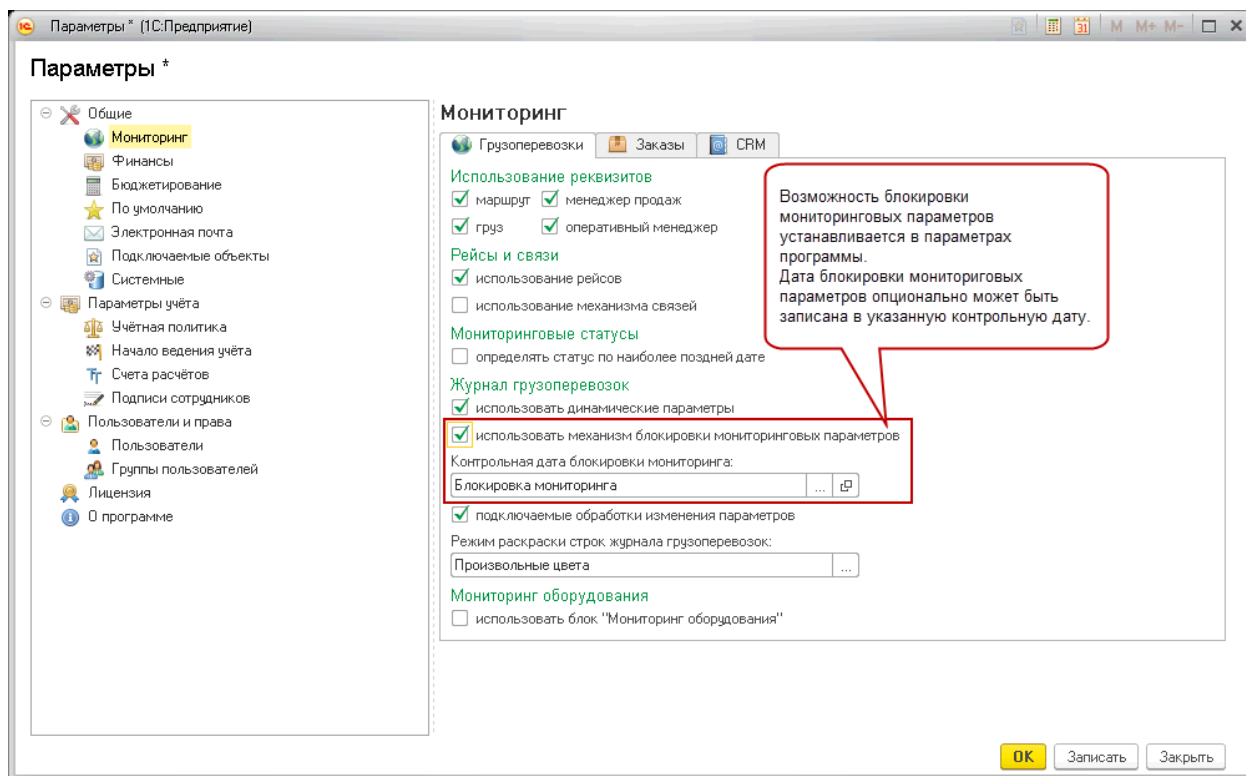 Параметры * (1С:Предприятие)
M M+ M-
Параметры *
Общие
Мониторинг
Финансы
Бюджетирование
По умолчанию
Электронная почта
Подключаемые объекты
Системные
Параметры учёта
Учётная политика
Начало ведения учёта
Счета расчётов
Подписи сотрудников
Пользователи и права
Пользователи
Группы пользователей
Лицензия
О программе
Мониторинг
Грузоперевозки Заказы CRM
Использование реквизитов
маршрут менеджер продаж
груз оперативный менеджер
Рейсы и связи
использование рейсов
использование механизма связей
Мониторинговые статусы
определять статус по наиболее поздней дате
Журнал грузоперевозок
использовать динамические параметры
использовать механизм блокировки мониторинговых параметров
Контрольная дата блокировки мониторинга:
Блокировка мониторинга ...
подключаемые обработки изменения параметров
Режим раскраски строк журнала грузоперевозок:
Произвольные цвета ...
Мониторинг оборудования
использовать блок "Мониторинг оборудования"
Возможность блокировки
мониторинговых параметров
устанавливается в параметрах
программы.
Дата блокировки мониториговых
параметров опционально может быть
записана в указанную контрольную дату.
OK Записать Закрыть